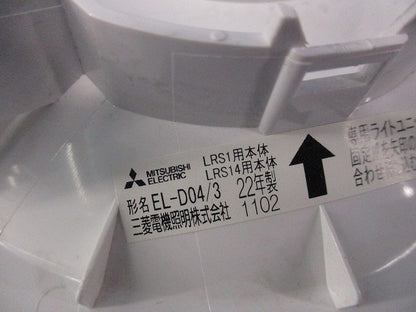 MITSUBISHI ELECTRIC
LRS1用本体
LRS14用本体
形名 EL-D04/3 22年製
三菱電機照明株式会社 1102
専用ライトユニ
合わせ